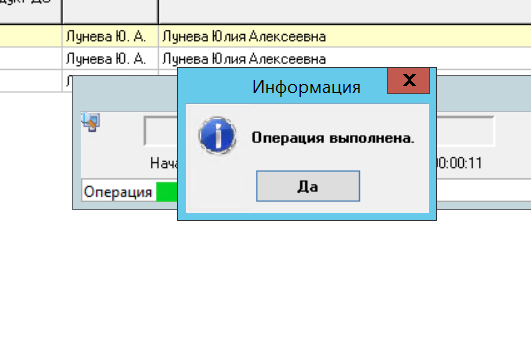 Лунева Ю. А. Лунева Юлия Алексеевна
Лунева Ю. А. Лунева Юлия Алексеевна
Информация
X
Операция выполнена.
Да
00:00:11
Операция